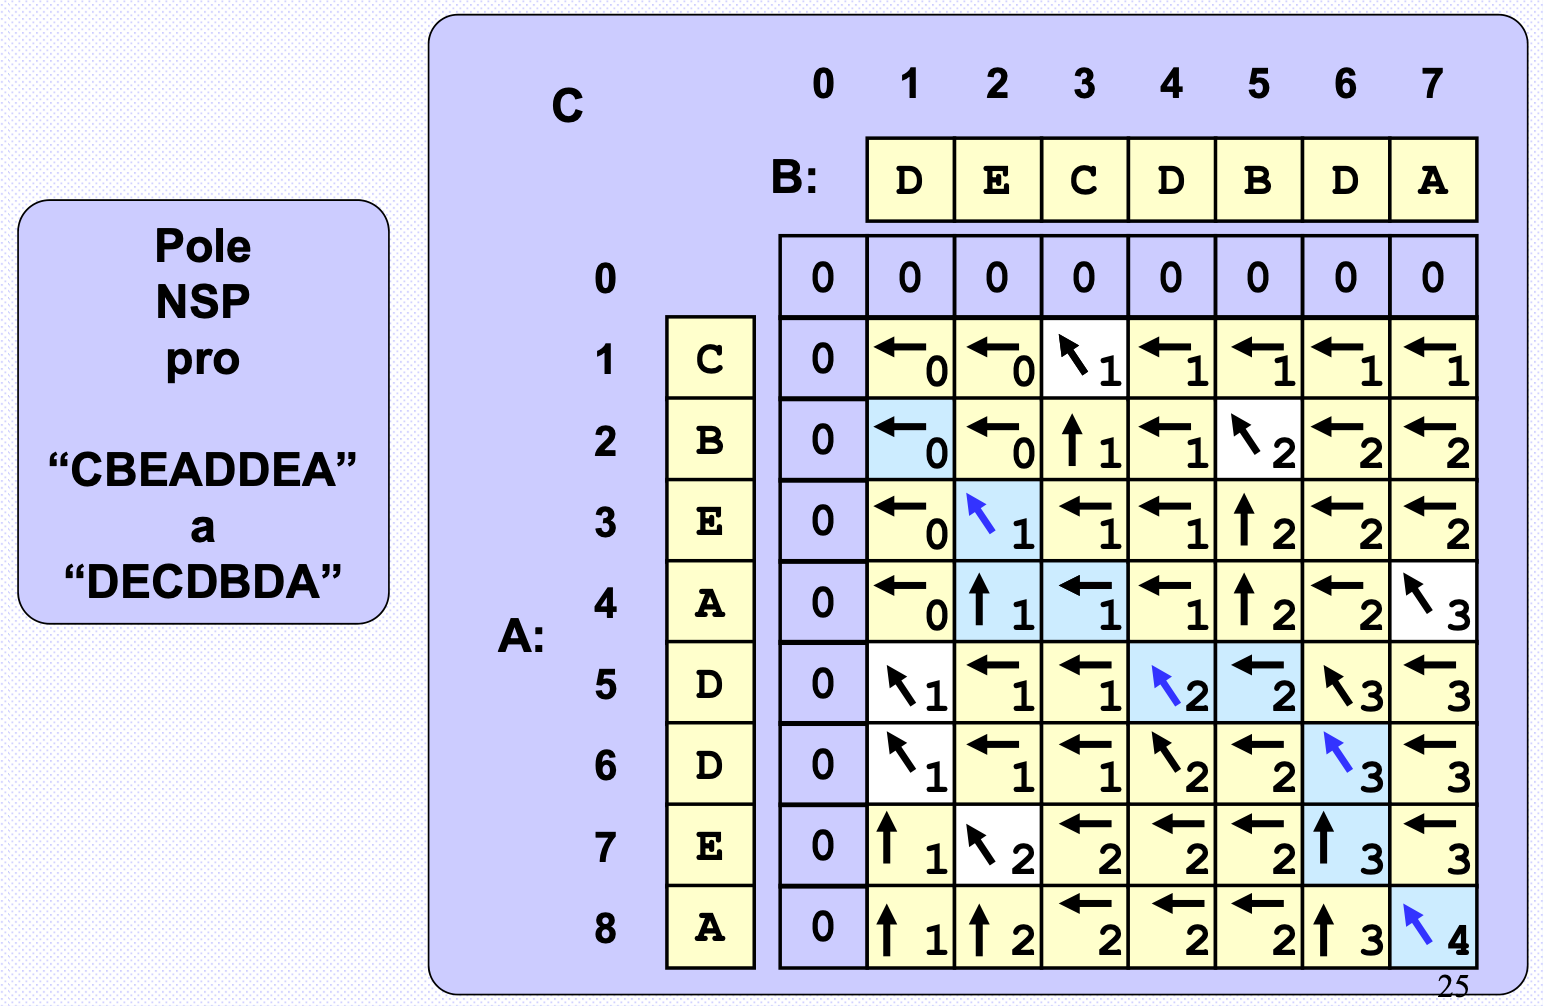 Pole
NSP
pro
“CBEADDEA”
a
“DECDBDA”
C
0 1 2 3 4 5 6 7
B: D E C D B D A
0 0 0 0 0 0 0 0 0
1 C 0 0 0 1 1 1 1 1
2 B 0 0 0 1 1 2 2 2
3 E 0 0 1 1 1 2 2 2
4 A 0 0 1 1 1 2 2 3
A:
5 D 0 1 1 1 2 2 3 3
6 D 0 1 1 1 2 2 3 3
7 E 0 1 2 2 2 2 3 3
8 A 0 1 2 2 2 2 3 4
25